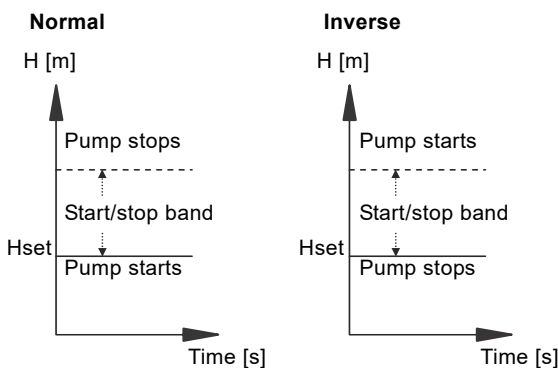 Normal
H [m]
Pump stops
Start/stop band
Hset
Pump starts
Time [s]
Inverse
H [m]
Pump starts
Start/stop band
Hset
Pump stops
Time [s]